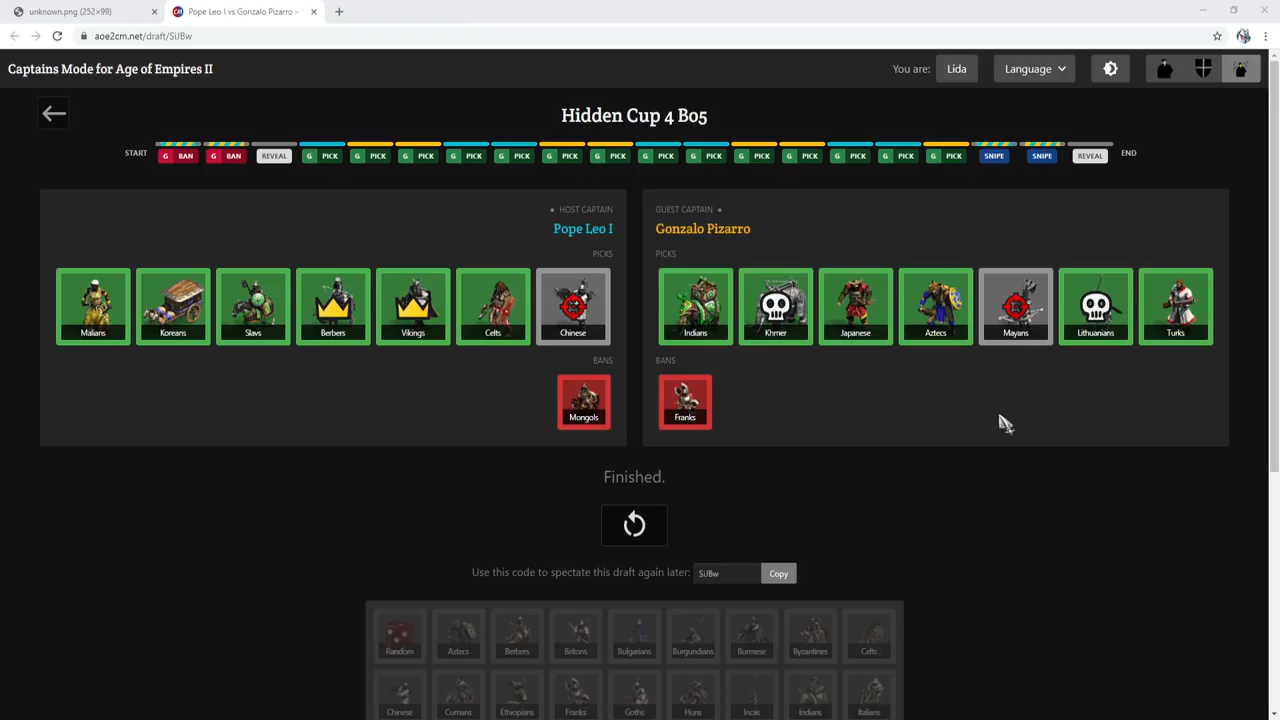 unknown.png (252×99)
Pope Leo I vs Gonzalo Pizarro –
aoe2cm.net/draft/SiJBw
Captains Mode for Age of Empires II
You are: Lida Language
Hidden Cup 4 Bo5
START G BAN G BAN REVEAL G PICK G PICK G PICK G PICK G PICK G PICK G PICK G PICK G PICK G PICK G PICK G PICK G PICK G PICK SNIPE SNIPE REVEAL END
HOST CAPTAIN
Pope Leo I
PICKS
Malians Koreans Slavs Berbers Vikings Celts Chinese
BANS
Mongols
GUEST CAPTAIN
Gonzalo Pizarro
PICKS
Indians Khmer Japanese Aztecs Mayans Lithuanians Turks
BANS
Franks
Finished.
Use this code to spectate this draft again later: SiJBw Copy
Random Aztecs Berbers Britons Bulgarians Burgundians Burmese Byzantines Celts
Chinese Cumans Ethiopians Franks Goths Huns Incas Indians Italians